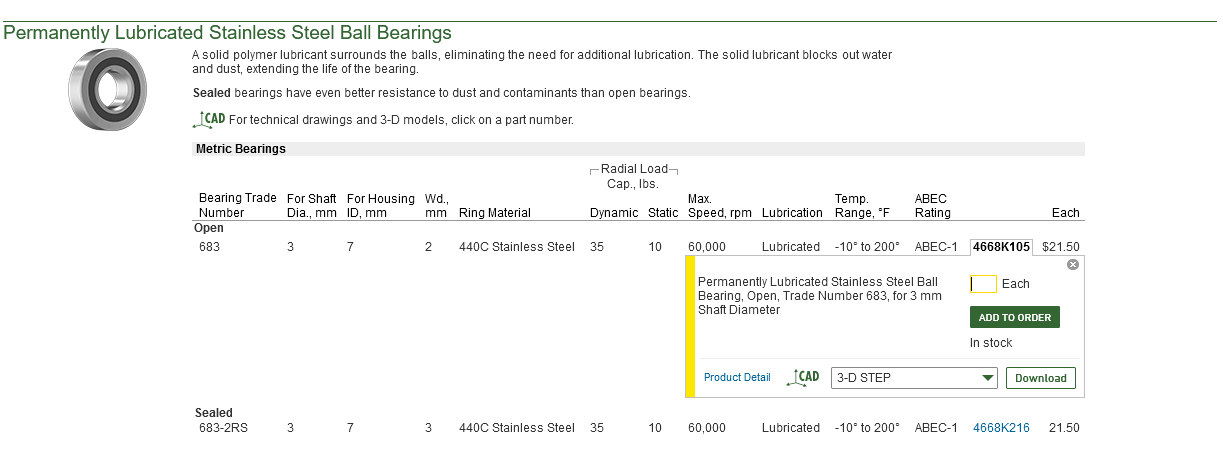 Permanently Lubricated Stainless Steel Ball Bearings
A solid polymer lubricant surrounds the balls, eliminating the need for additional lubrication. The solid lubricant blocks out water
and dust, extending the life of the bearing.
Sealed bearings have even better resistance to dust and contaminants than open bearings.
CAD For technical drawings and 3-D models, click on a part number.
Metric Bearings
Radial Load
Cap., lbs.
Bearing Trade For Shaft For Housing Wd., Max. Temp. ABEC
Number Dia., mm ID, mm mm Ring Material Dynamic Static Speed, rpm Lubrication Range, °F Rating Each
Open
683 3 7 2 440C Stainless Steel 35 10 60,000 Lubricated -10° to 200° ABEC-1 4668K105 $21.50
Permanently Lubricated Stainless Steel Ball
Bearing, Open, Trade Number 683, for 3 mm
Shaft Diameter
Each
ADD TO ORDER
In stock
Product Detail CAD 3-D STEP Download
Sealed
683-2RS 3 7 3 440C Stainless Steel 35 10 60,000 Lubricated -10° to 200° ABEC-1 4668K216 21.50